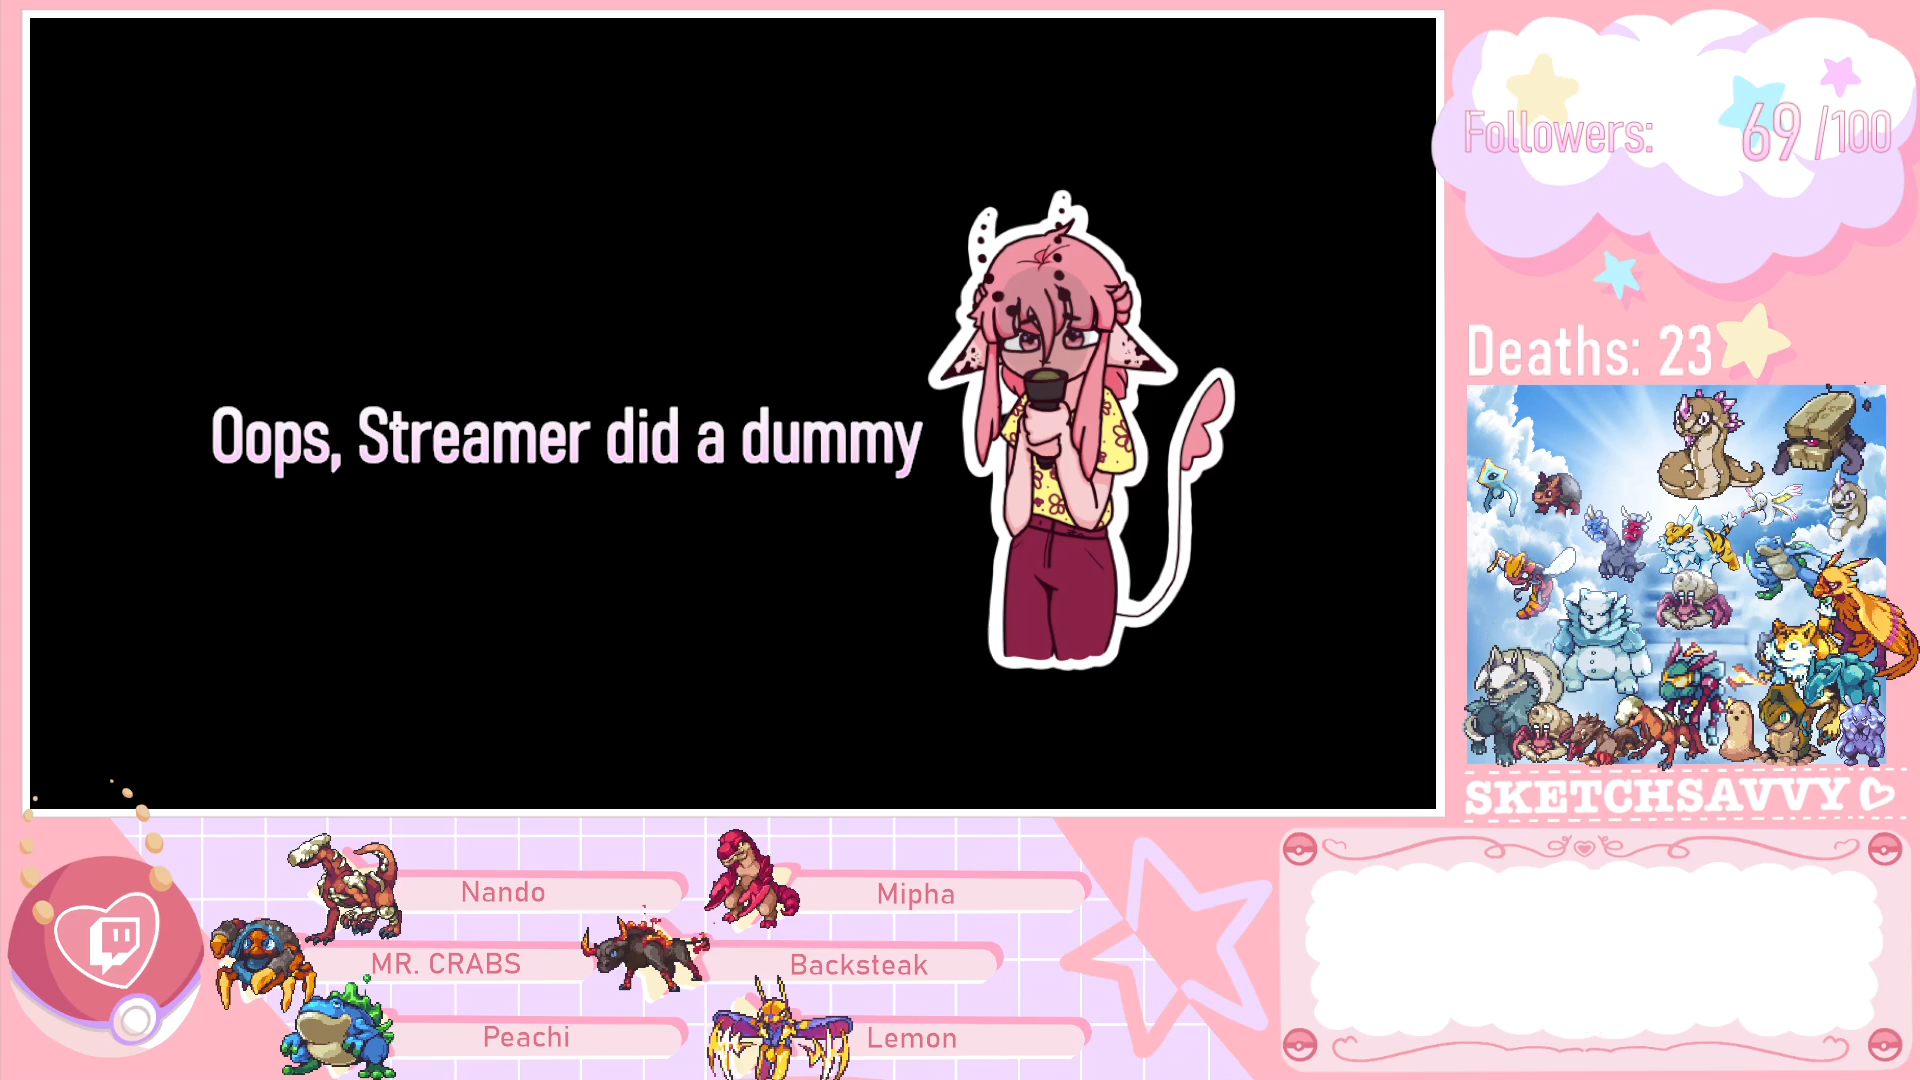 Oops, Streamer did a dummy
Followers: 69 /100
Deaths: 23
SKETCHSAVVY
Nando
Mipha
MR. CRABS
Backsteak
Peachi
Lemon